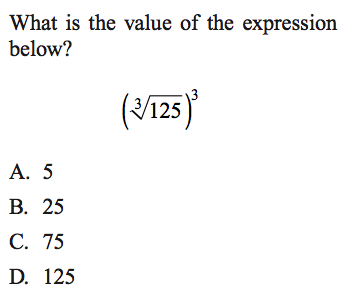 What is the value of the expression
below?
(∛125)³
A. 5
B. 25
C. 75
D. 125